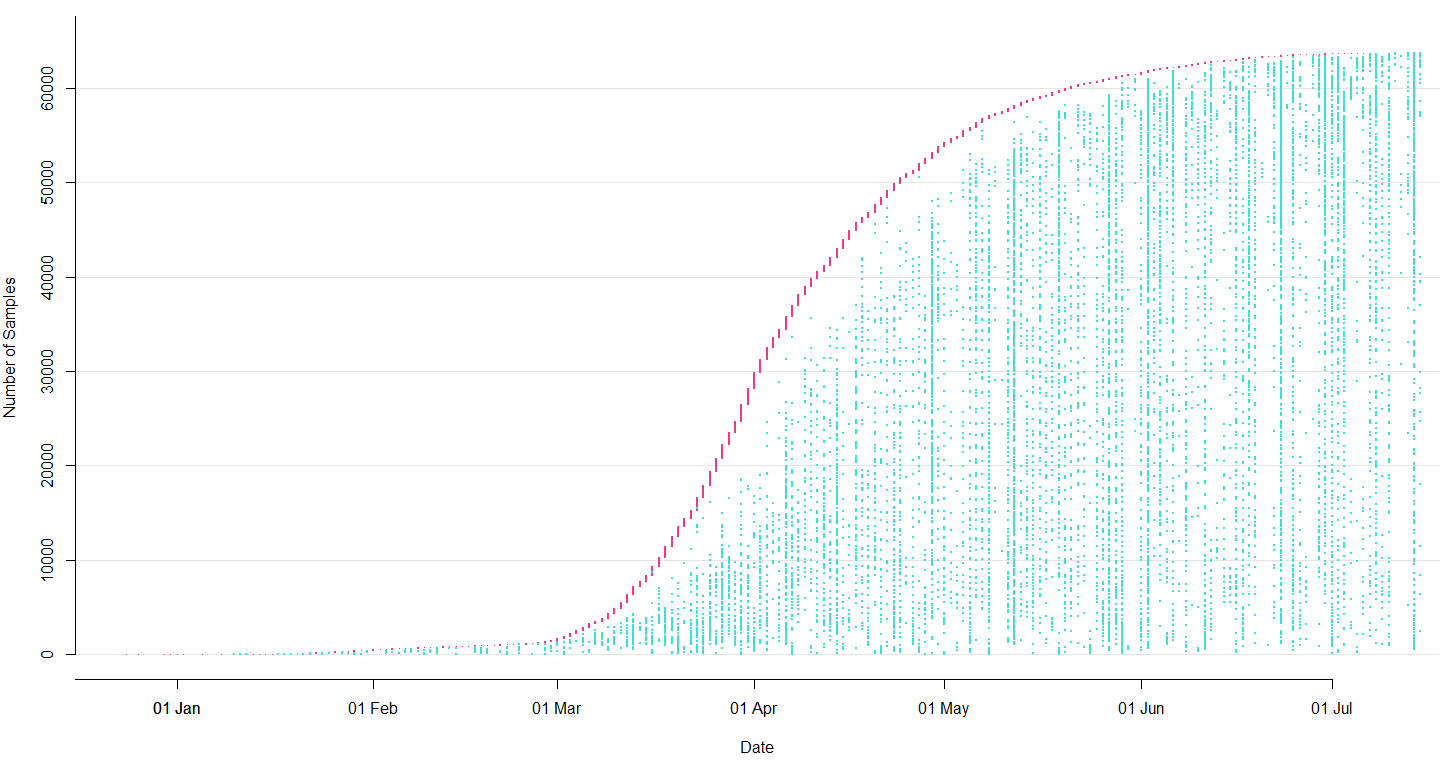 Number of Samples
60000
50000
40000
30000
20000
10000
0
01 Jan
01 Feb
01 Mar
01 Apr
01 May
01 Jun
01 Jul
Date